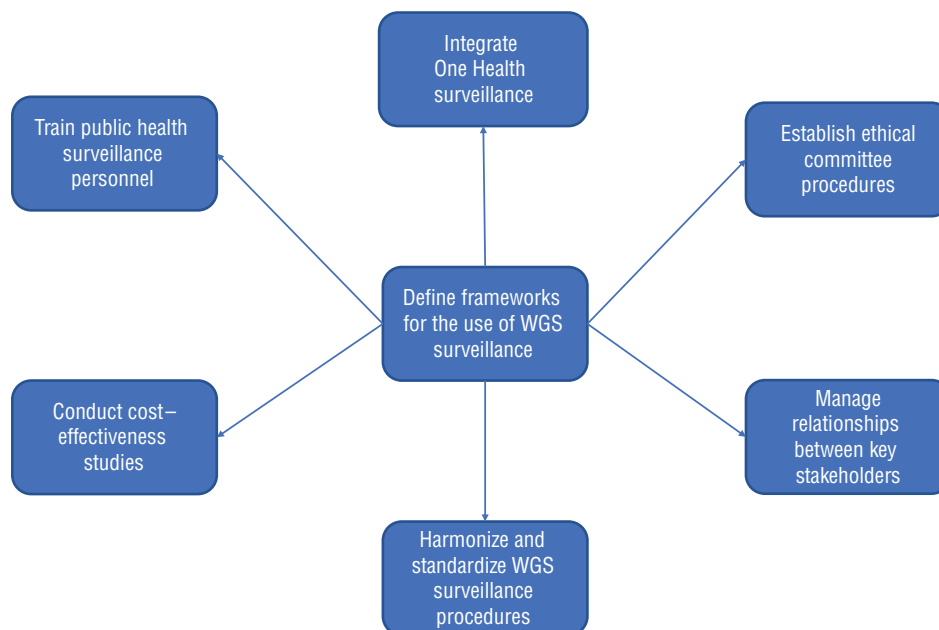 Integrate
One Health
surveillance
Train public health
surveillance
personnel
Establish ethical
committee
procedures
Define frameworks
for the use of WGS
surveillance
Conduct cost–
effectiveness
studies
Manage
relationships
between key
stakeholders
Harmonize and
standardize WGS
surveillance
procedures